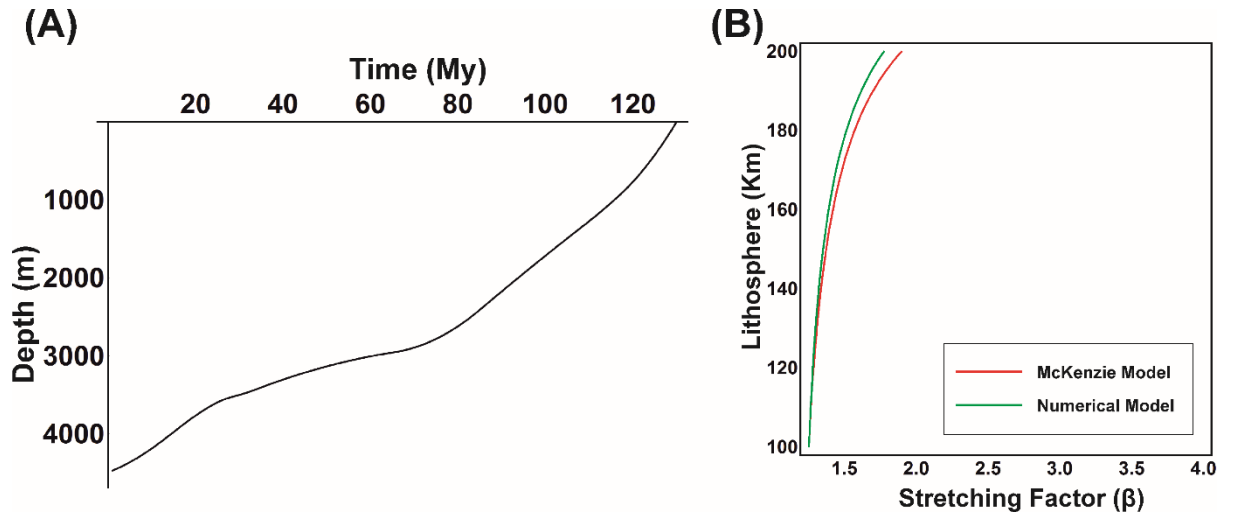 (A)
Time (My)
20 40 60 80 100 120
Depth (m)
1000
2000
3000
4000
(B)
Lithosphere (Km)
200
180
160
140
120
100
McKenzie Model
Numerical Model
1.5 2.0 2.5 3.0 3.5 4.0
Stretching Factor (β)